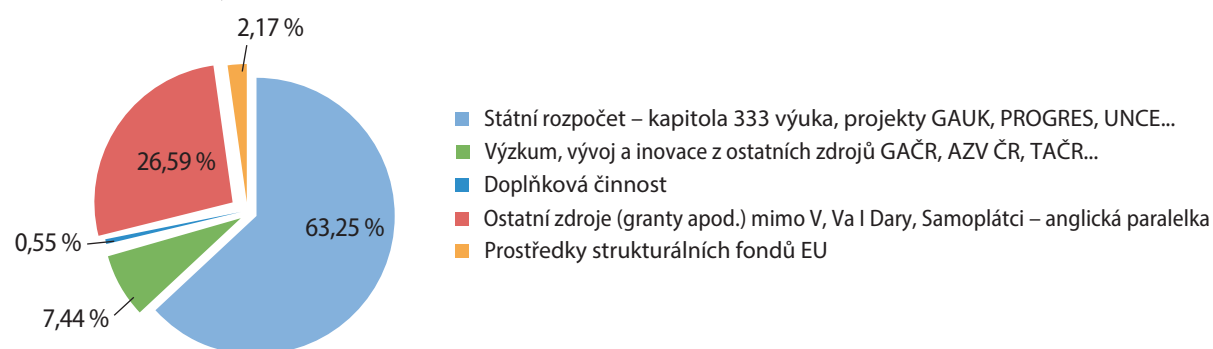 2,17 %
26,59 %
63,25 %
0,55 %
7,44 %
Státní rozpočet – kapitola 333 výuka, projekty GAUK, PROGRES, UNCE...
Výzkum, vývoj a inovace z ostatních zdrojů GAČR, AZV ČR, TAČR...
Doplňková činnost
Ostatní zdroje (granty apod.) mimo V, Va I Dary, Samoplátci – anglická paralelka
Prostředky strukturálních fondů EU